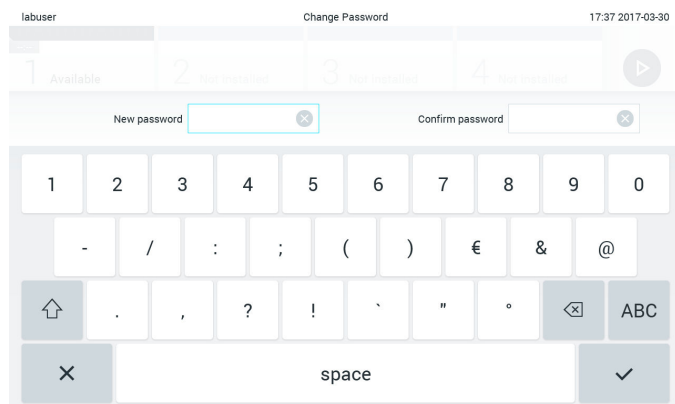 labuser Change Password 17:37 2017-03-30
1 Available 2 Not installed 3 Not installed 4 Not installed
New password Confirm password
1 2 3 4 5 6 7 8 9 0
- / : ; ( ) € & @
. , ? ! ` " ° ABC
space